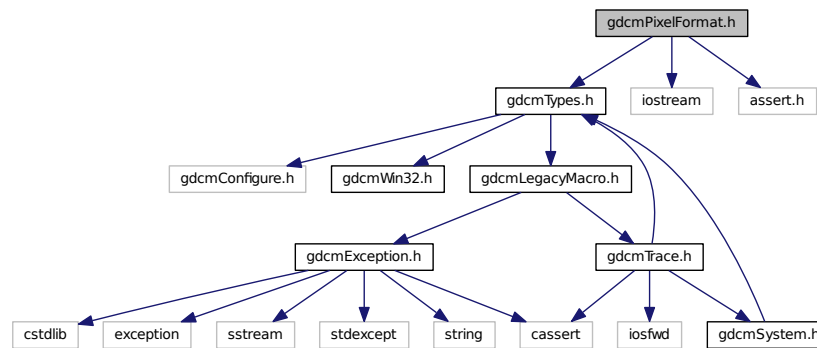 gdcmPixelFormat.h
gdcmTypes.h
iostream
assert.h
gdcmConfigure.h
gdcmWin32.h
gdcmLegacyMacro.h
gdcmException.h
gdcmTrace.h
cstdlib
exception
sstream
stdexcept
string
cassert
iosfwd
gdcmSystem.h